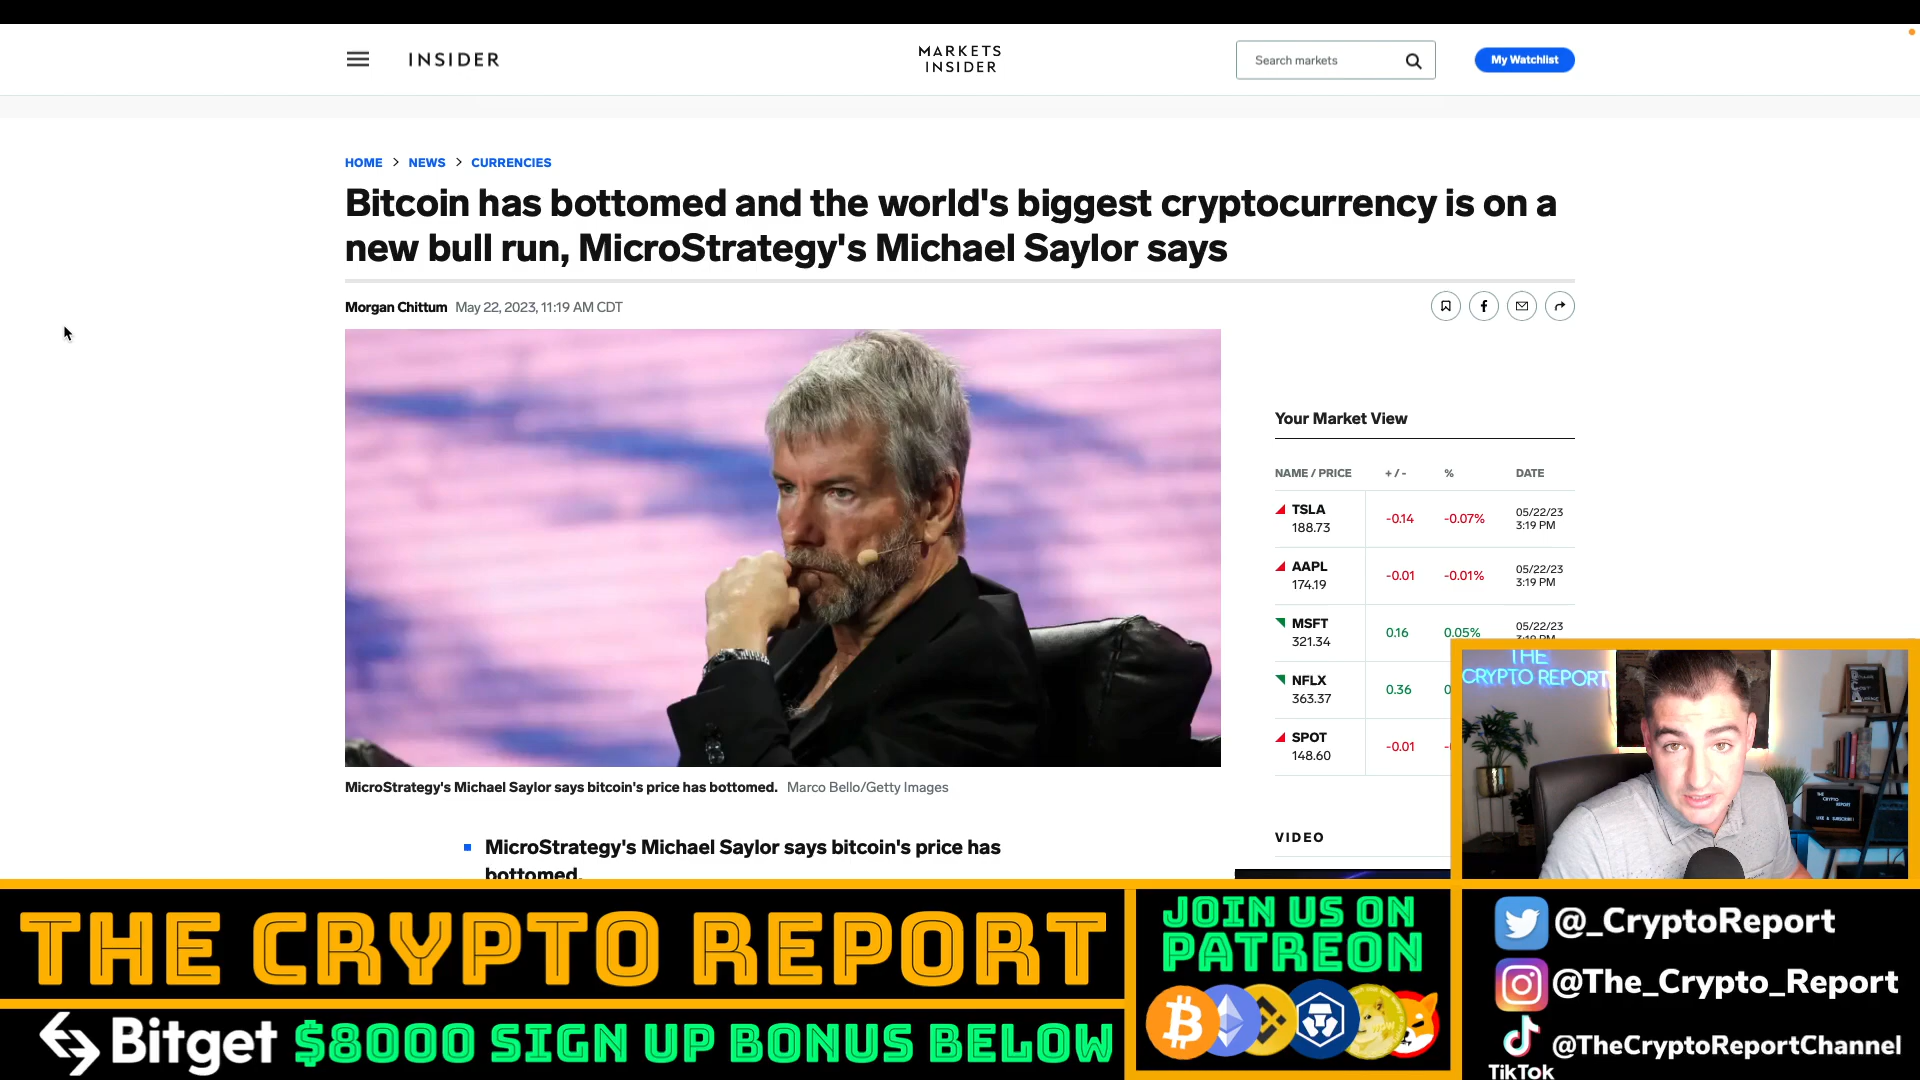 INSIDER
MARKETS
INSIDER
Search markets
My Watchlist
HOME > NEWS > CURRENCIES
Bitcoin has bottomed and the world's biggest cryptocurrency is on a
new bull run, MicroStrategy's Michael Saylor says
Morgan Chittum May 22, 2023, 11:19 AM CDT
Your Market View
NAME / PRICE + / - % DATE
TSLA
188.73 -0.14 -0.07% 05/22/23
3:19 PM
AAPL
174.19 -0.01 -0.01% 05/22/23
3:19 PM
MSFT
321.34 0.16 0.05% 05/22/23
NFLX
363.37 0.36
SPOT
148.60 -0.01
MicroStrategy's Michael Saylor says bitcoin's price has bottomed. Marco Bello/Getty Images
MicroStrategy's Michael Saylor says bitcoin's price has
bottomed.
VIDEO
THE
CRYPTO REPORT
THE
CRYPTO
REPORT
LIKE & SUBSCRIBE!
THE CRYPTO REPORT
Bitget $8000 SIGN UP BONUS BELOW
JOIN US ON
PATREON
@_CryptoReport
@The_Crypto_Report
@TheCryptoReportChannel
TikTok